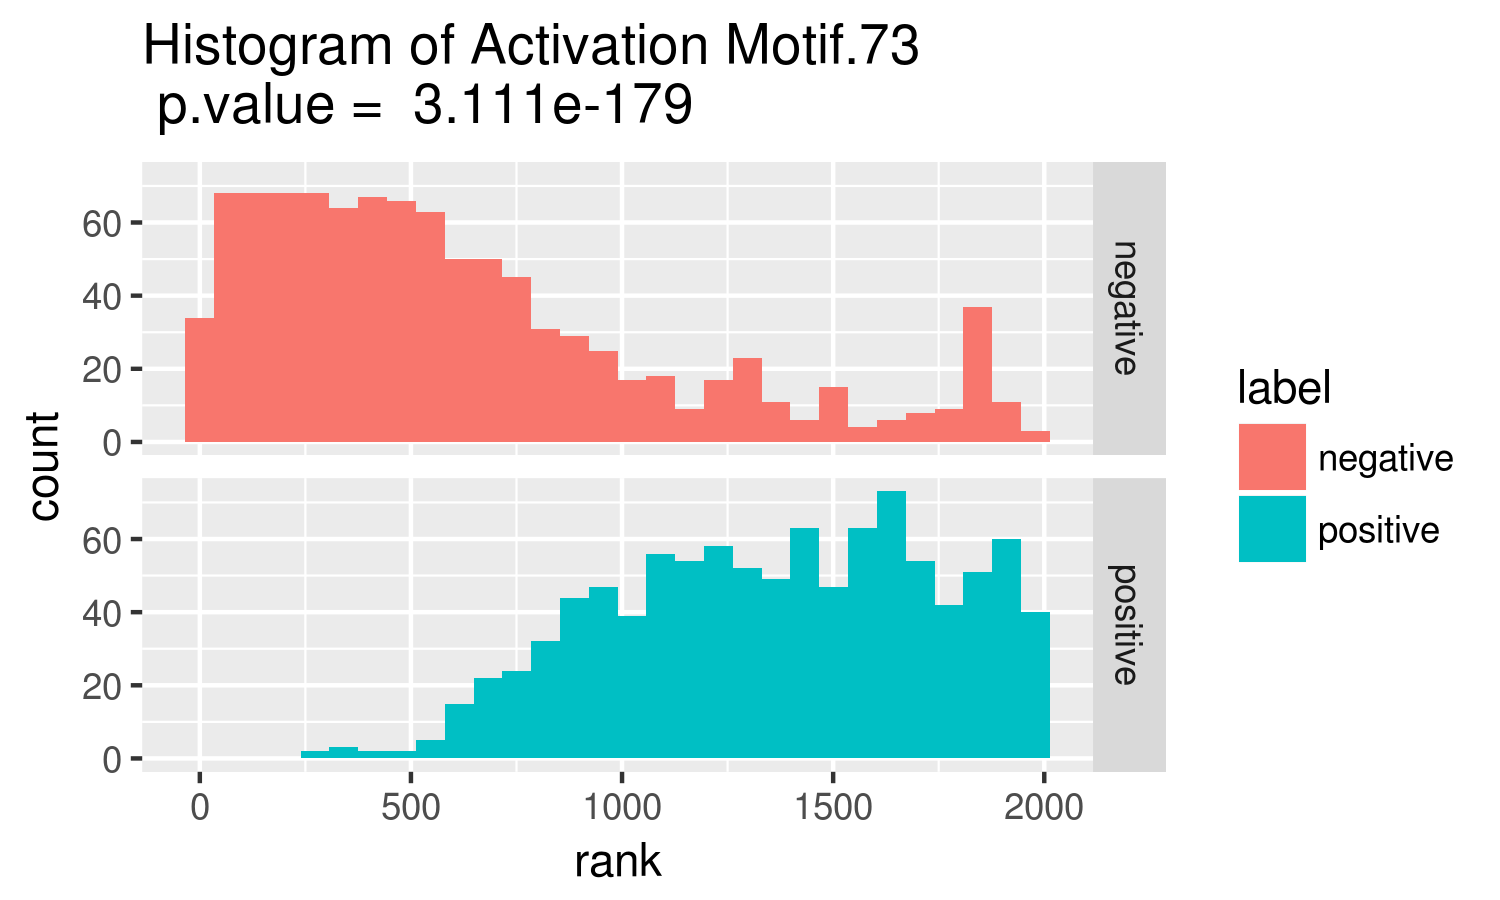 Histogram of Activation Motif.73
p.value = 3.111e-179
60
40
20
0
negative
60
40
20
0
positive
count
0 500 1000 1500 2000
rank
label
negative
positive